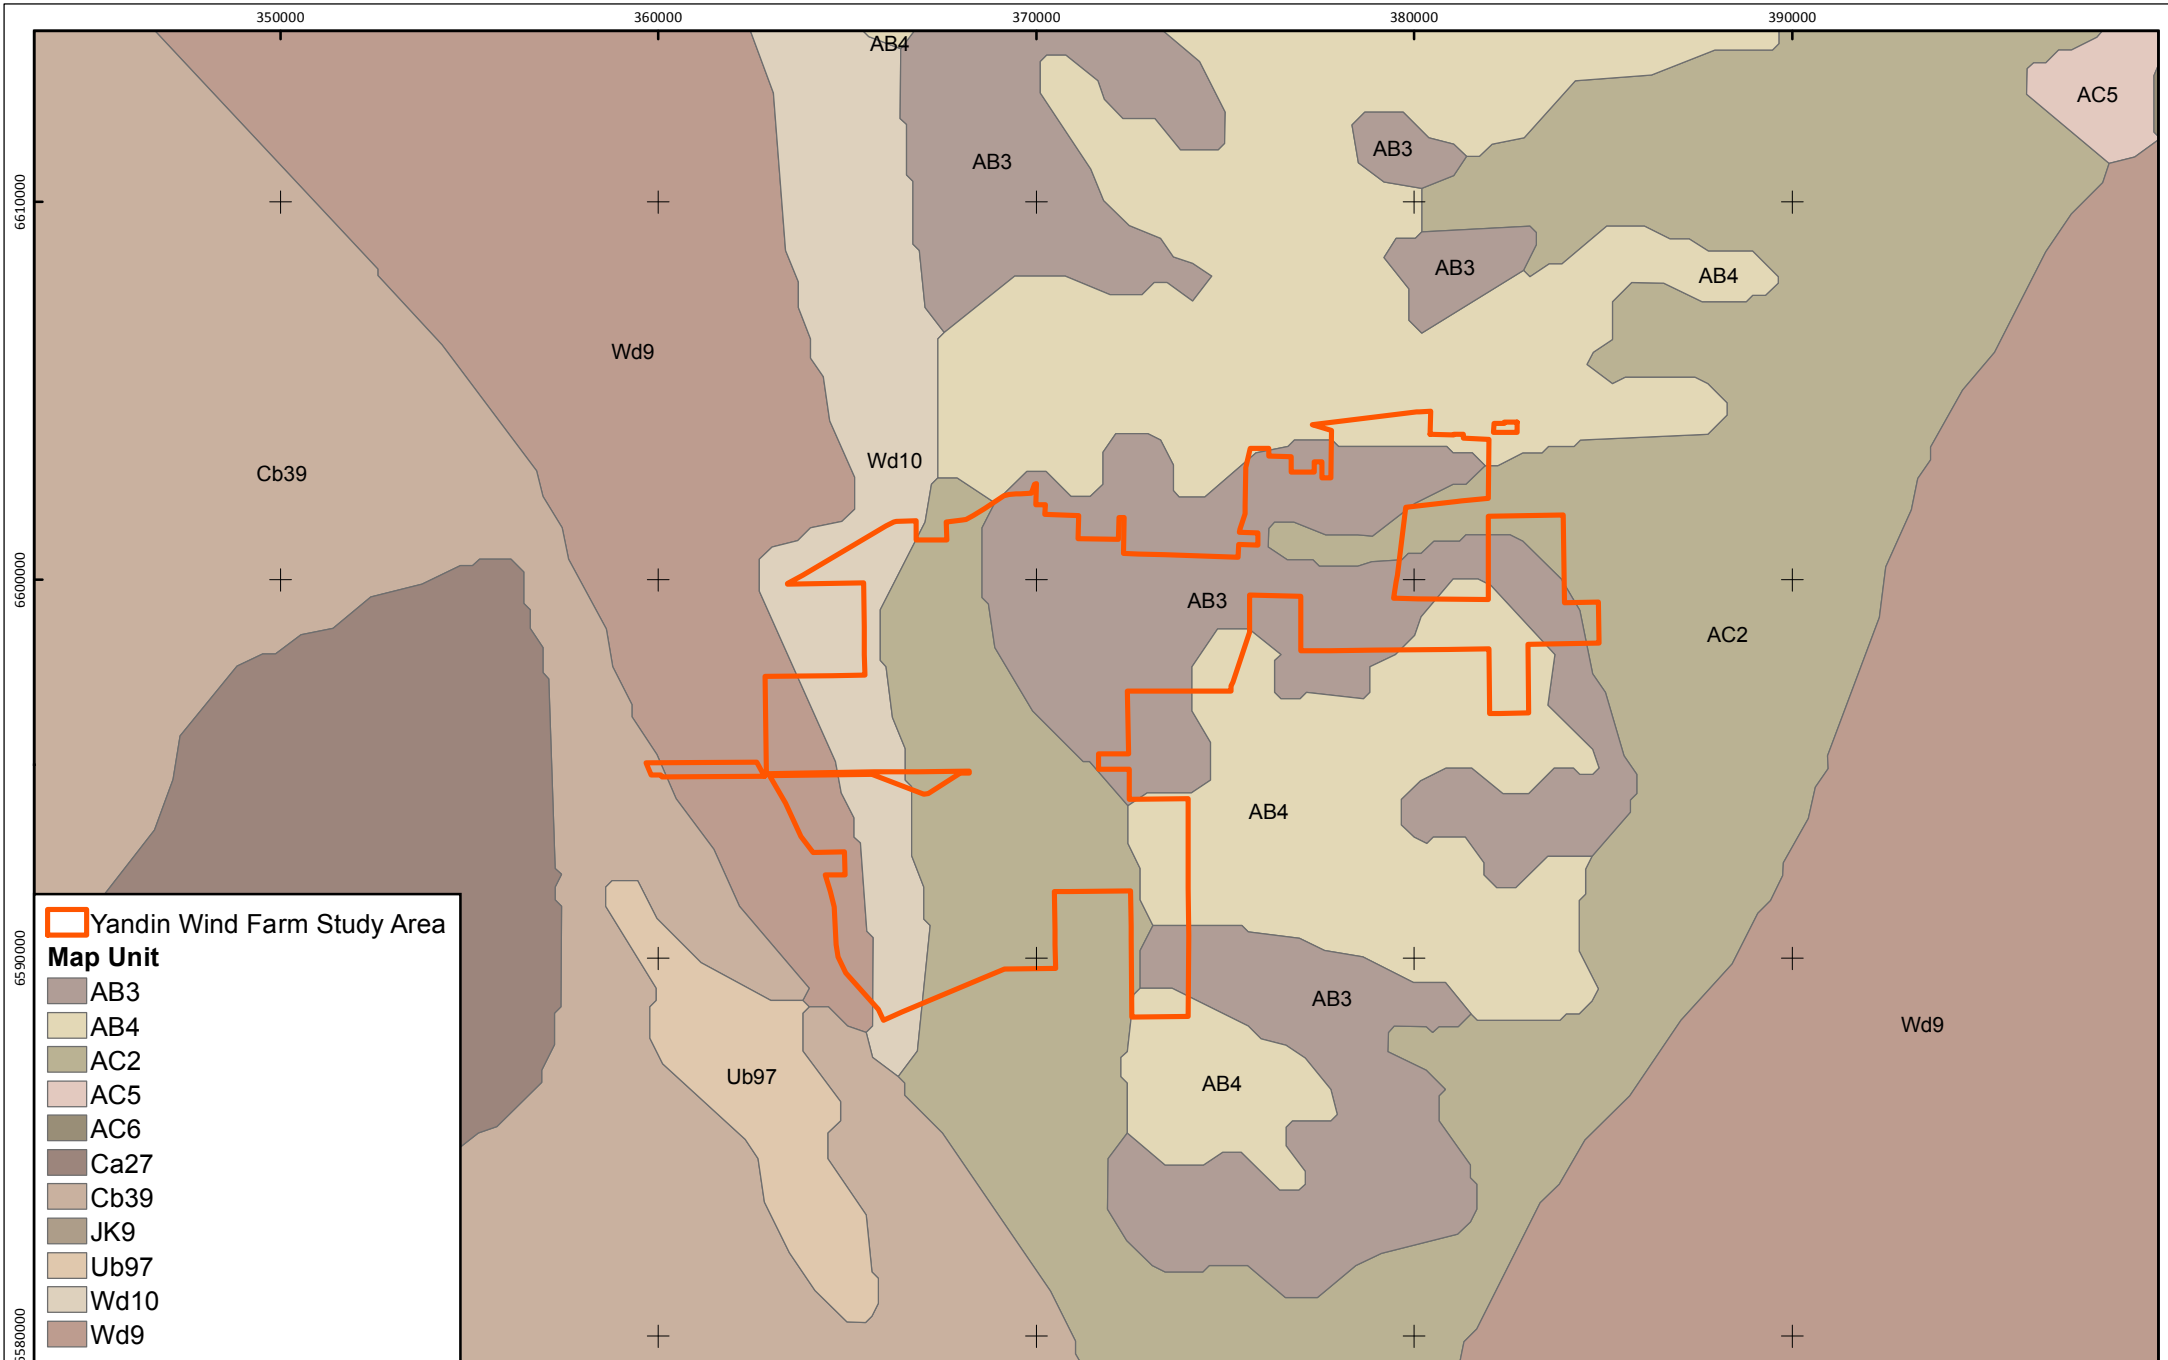 350000 360000 370000 380000 390000
AB4
AC5
AB3
AB3
6610000
AB3
AB4
Wd9
Wd10
Cb39
6600000
AB3
AC2
AB4
Yandin Wind Farm Study Area
Map Unit
AB3
AB4
AC2
AC5
AC6
Ca27
Cb39
JK9
Ub97
Wd10
Wd9
6590000
AB3
Wd9
Ub97
AB4
6580000